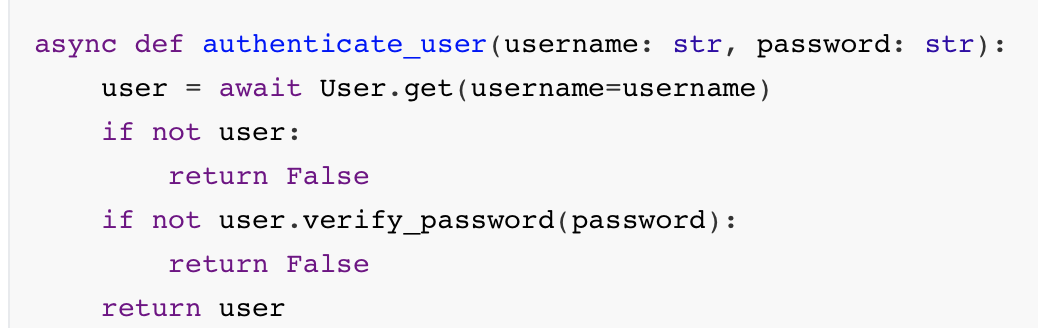 async def authenticate_user(username: str, password: str):
    user = await User.get(username=username)
    if not user:
        return False
    if not user.verify_password(password):
        return False
    return user